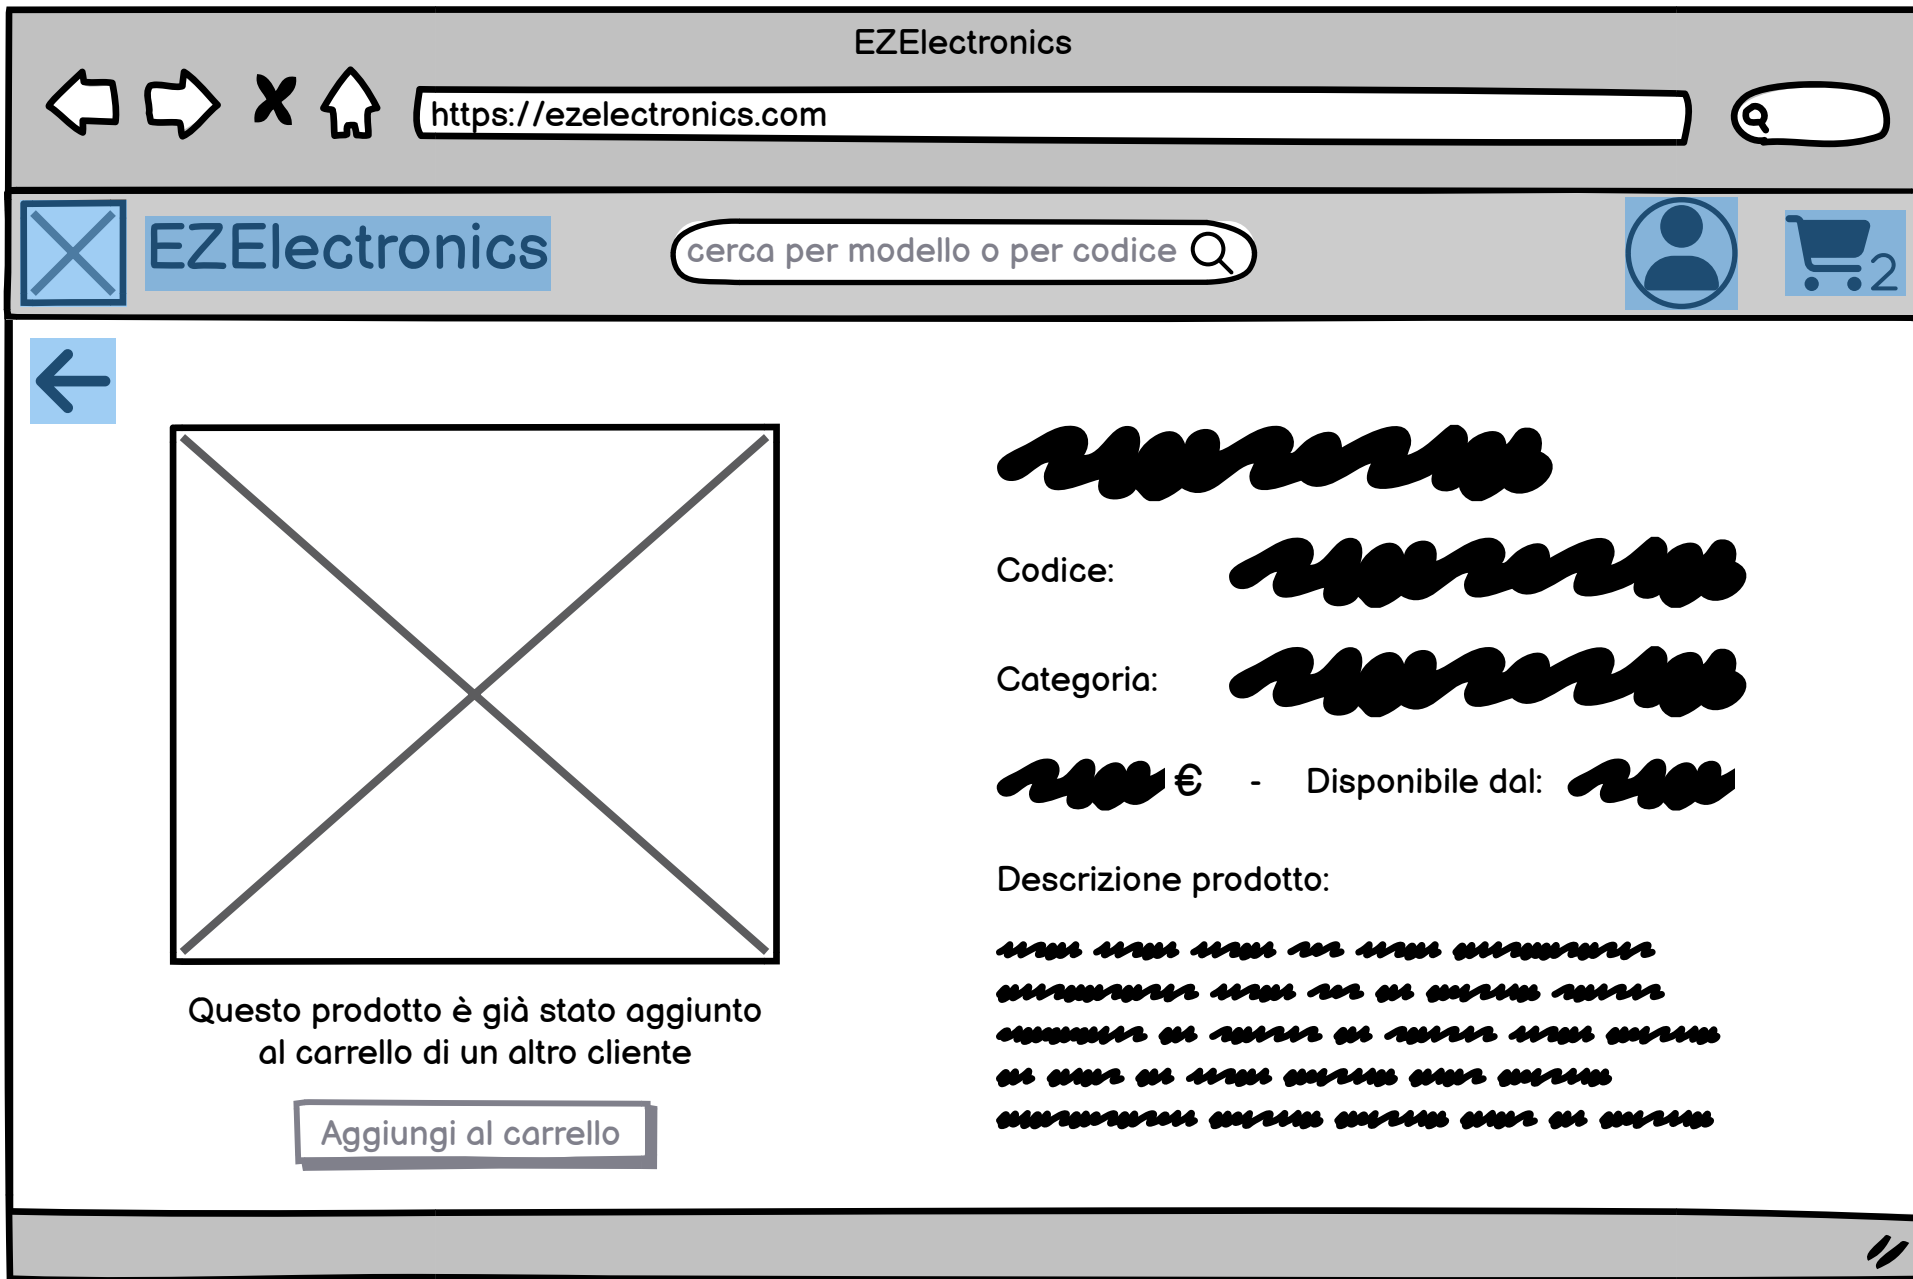 EZElectronics
https://ezelectronics.com
EZElectronics
cerca per modello o per codice
2
Codice:
Categoria:
€ - Disponibile dal:
Descrizione prodotto:
Questo prodotto è già stato aggiunto
al carrello di un altro cliente
Aggiungi al carrello